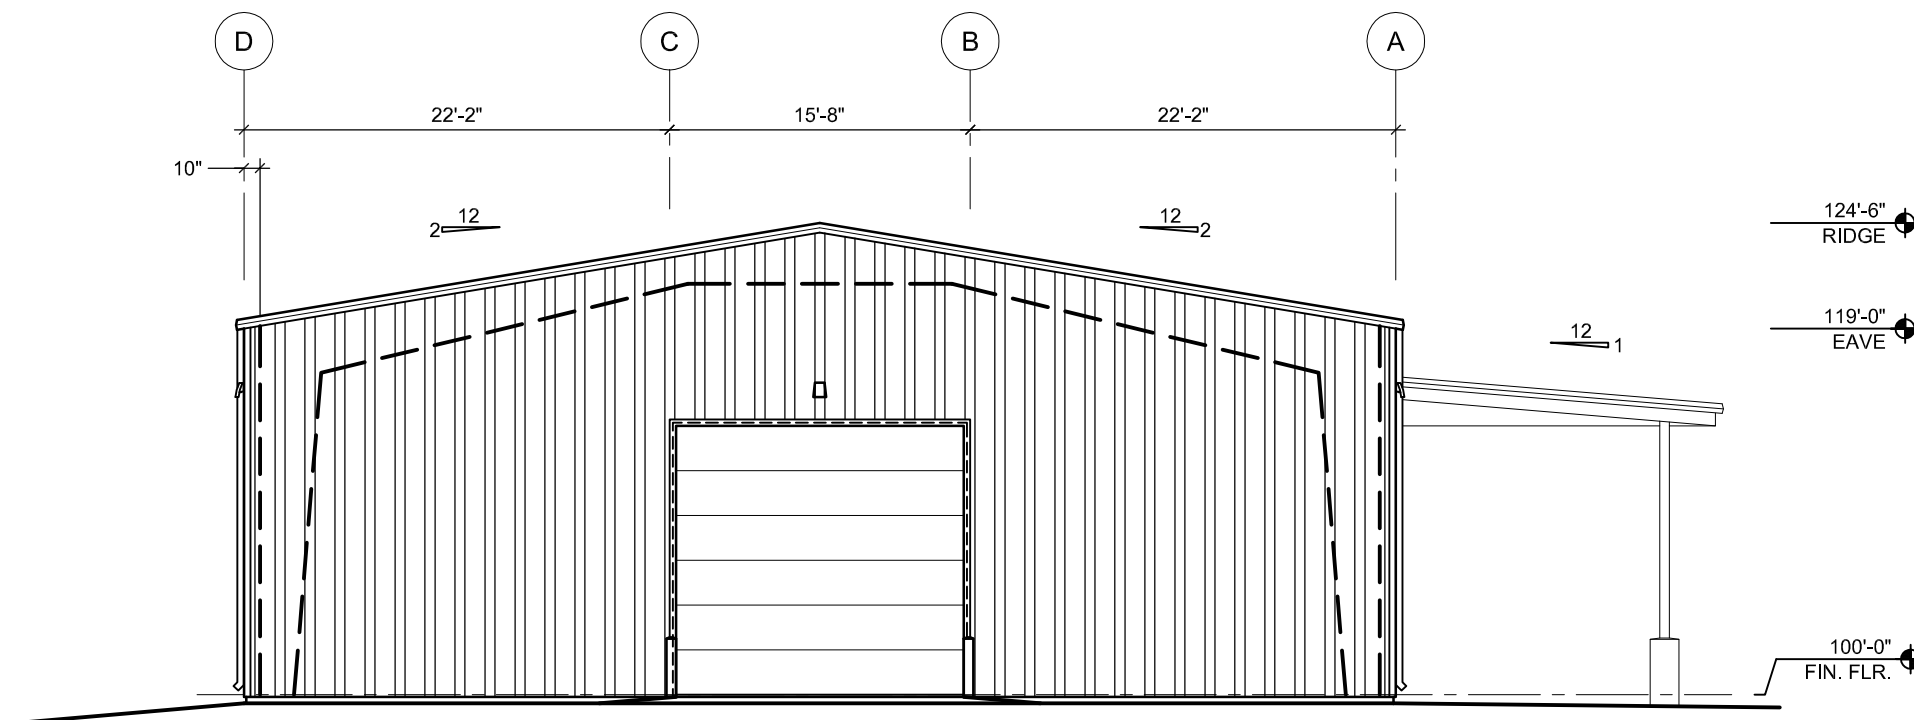 D C B A
22'-2" 15'-8" 22'-2"
10"
12
2
12
2
124'-6"
RIDGE
119'-0"
EAVE
12
1
100'-0"
FIN. FLR.